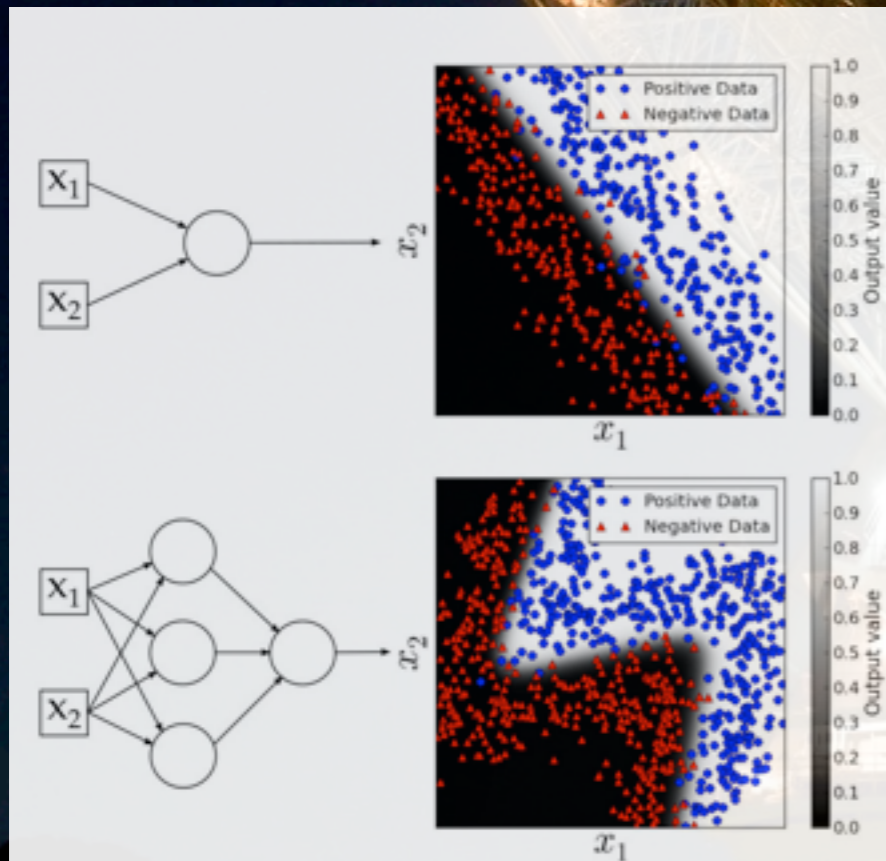 x₁
x₂
Positive Data
Negative Data
x₂
x₁
1.0
0.9
0.8
0.7
0.6
0.5
0.4
0.3
0.2
0.1
0.0
Output value
x₁
x₂
Positive Data
Negative Data
x₂
x₁
1.0
0.9
0.8
0.7
0.6
0.5
0.4
0.3
0.2
0.1
0.0
Output value